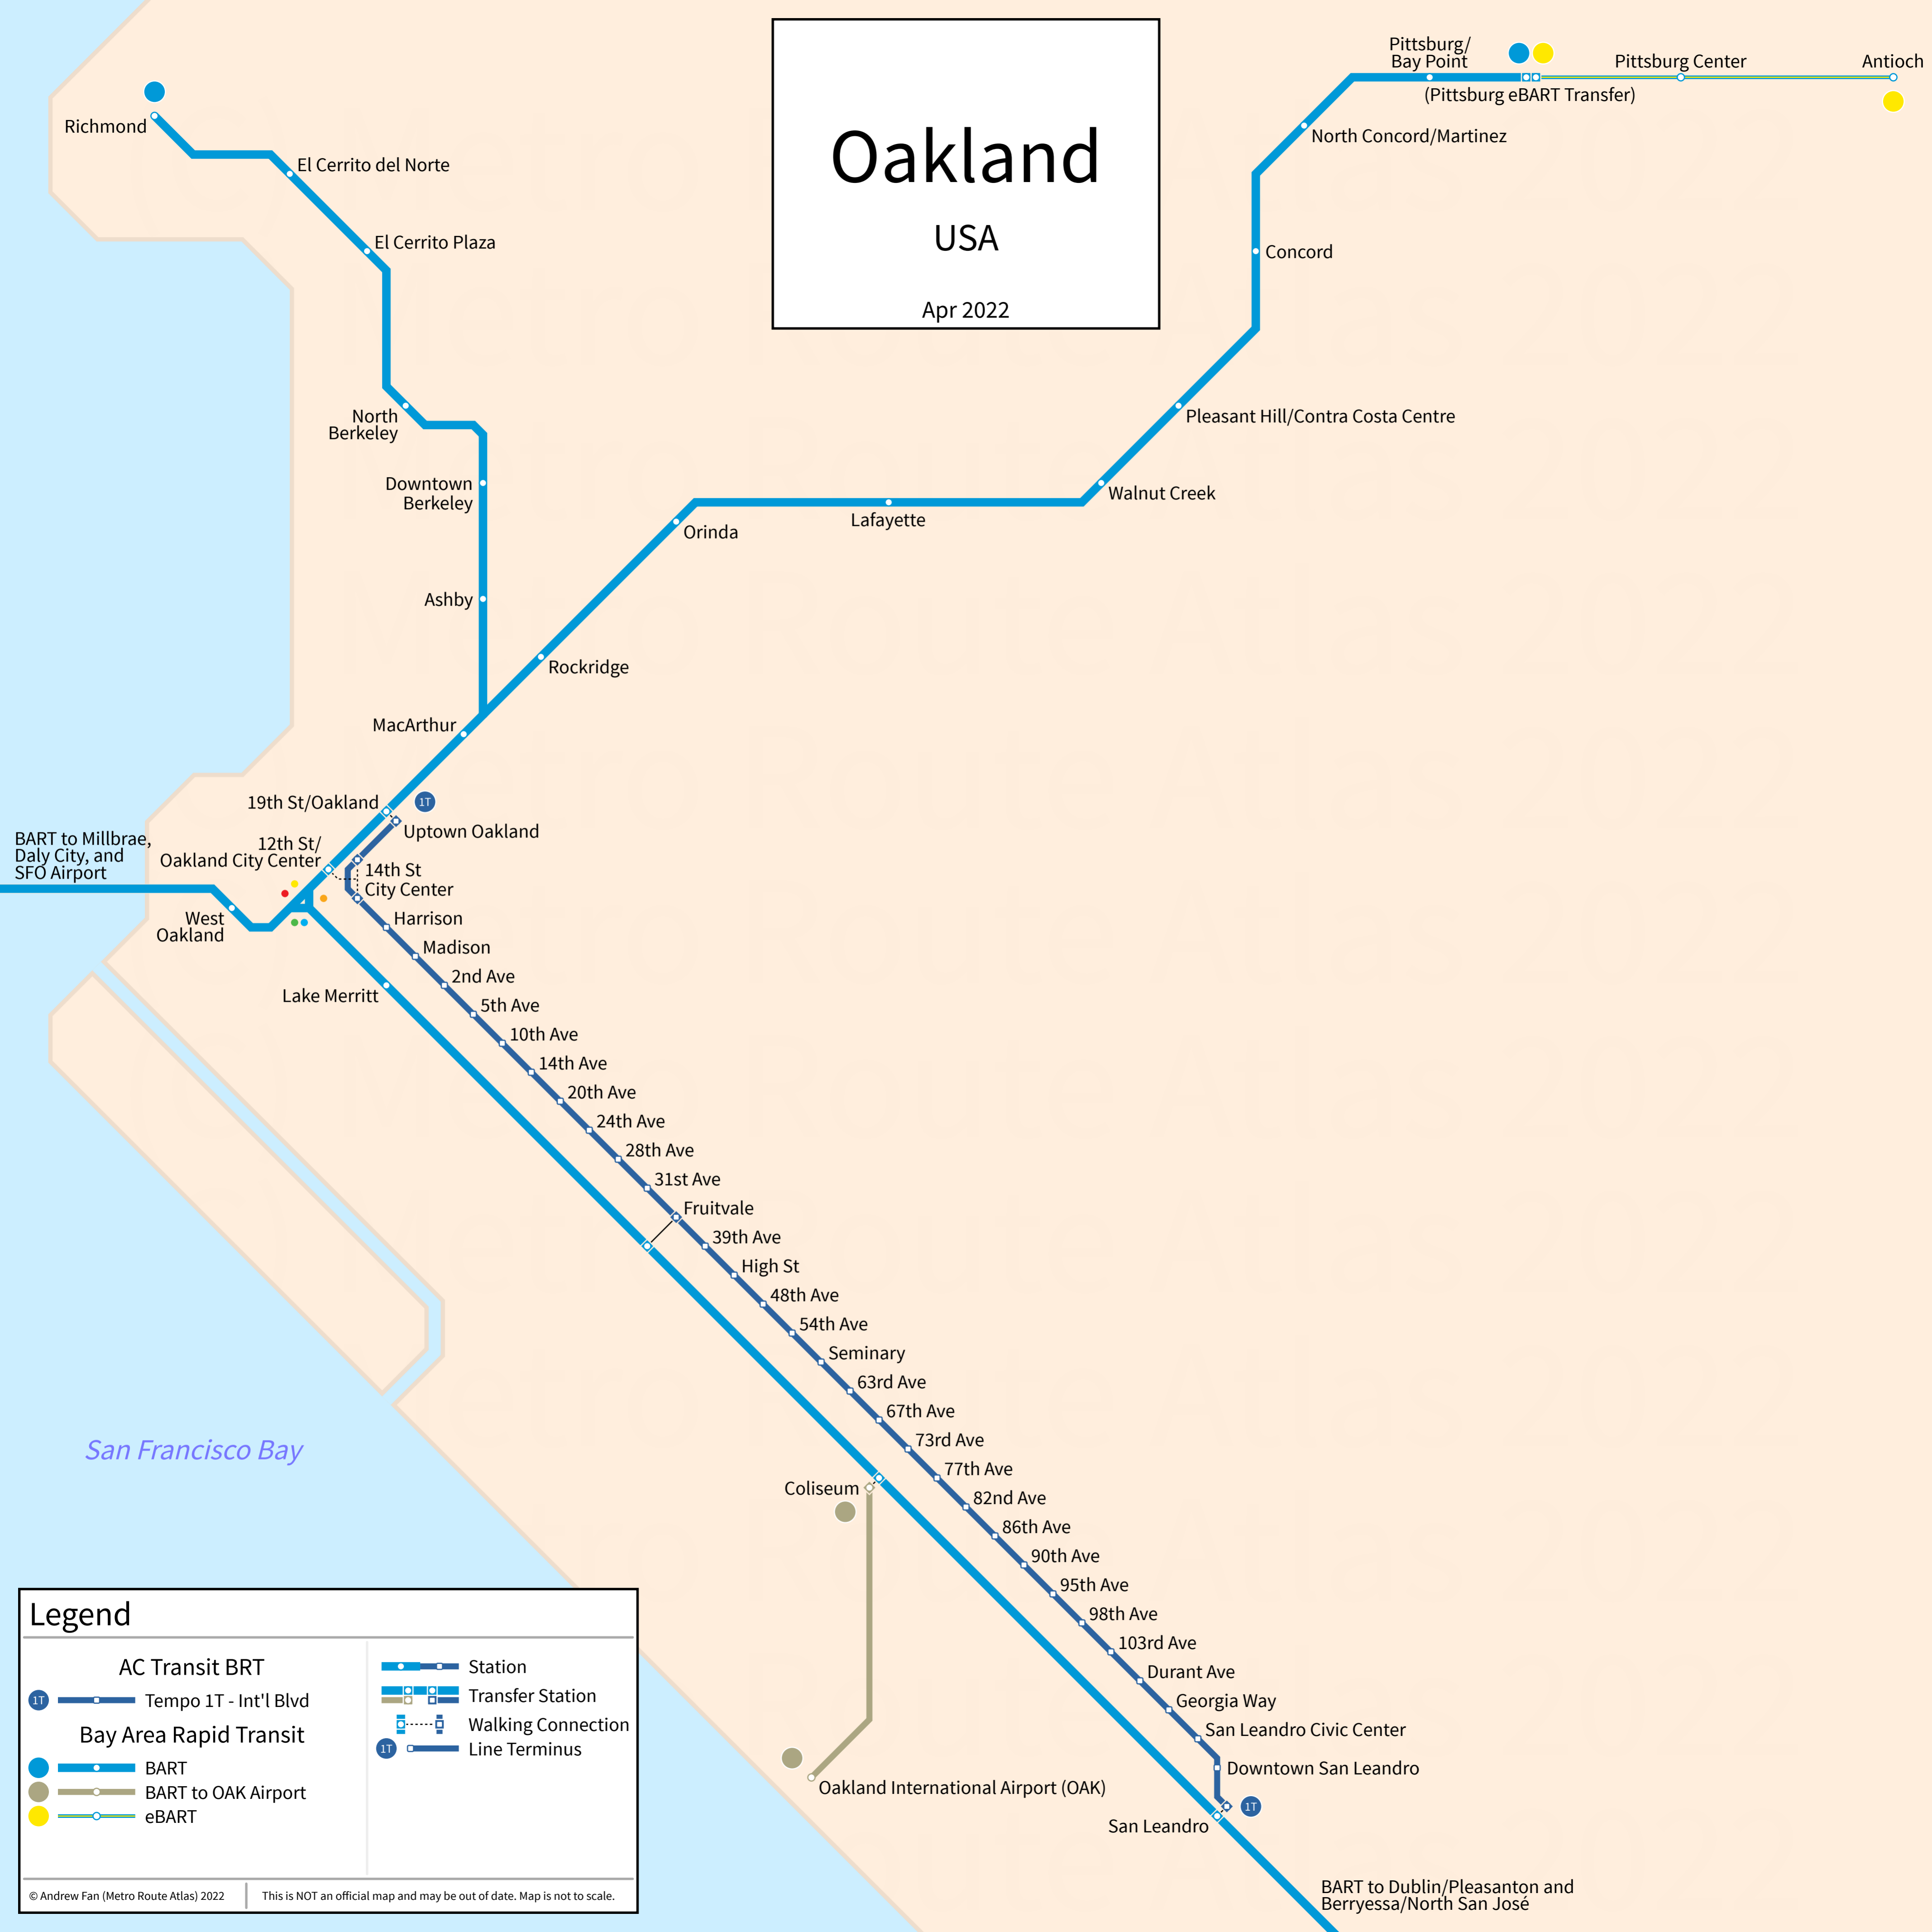 Oakland
USA
Apr 2022
Richmond
El Cerrito del Norte
El Cerrito Plaza
North
Berkeley
Downtown
Berkeley
Ashby
Pittsburg/
Bay Point
(Pittsburg eBART Transfer)
Pittsburg Center
Antioch
North Concord/Martinez
Concord
Pleasant Hill/Contra Costa Centre
Walnut Creek
Lafayette
Orinda
Rockridge
MacArthur
19th St/Oakland
1T
Uptown Oakland
12th St/
Oakland City Center
14th St
City Center
BART to Millbrae,
Daly City, and
SFO Airport
West
Oakland
Harrison
Madison
2nd Ave
Lake Merritt
5th Ave
10th Ave
14th Ave
20th Ave
24th Ave
28th Ave
31st Ave
Fruitvale
39th Ave
High St
48th Ave
54th Ave
Seminary
63rd Ave
67th Ave
73rd Ave
77th Ave
Coliseum
82nd Ave
86th Ave
90th Ave
95th Ave
98th Ave
103rd Ave
Durant Ave
Georgia Way
San Leandro Civic Center
Downtown San Leandro
Oakland International Airport (OAK)
1T
San Leandro
BART to Dublin/Pleasanton and
Berryessa/North San José
San Francisco Bay
Legend
AC Transit BRT
1T Tempo 1T - Int'l Blvd
Bay Area Rapid Transit
BART
BART to OAK Airport
eBART
Station
Transfer Station
Walking Connection
1T Line Terminus
© Andrew Fan (Metro Route Atlas) 2022
This is NOT an official map and may be out of date. Map is not to scale.